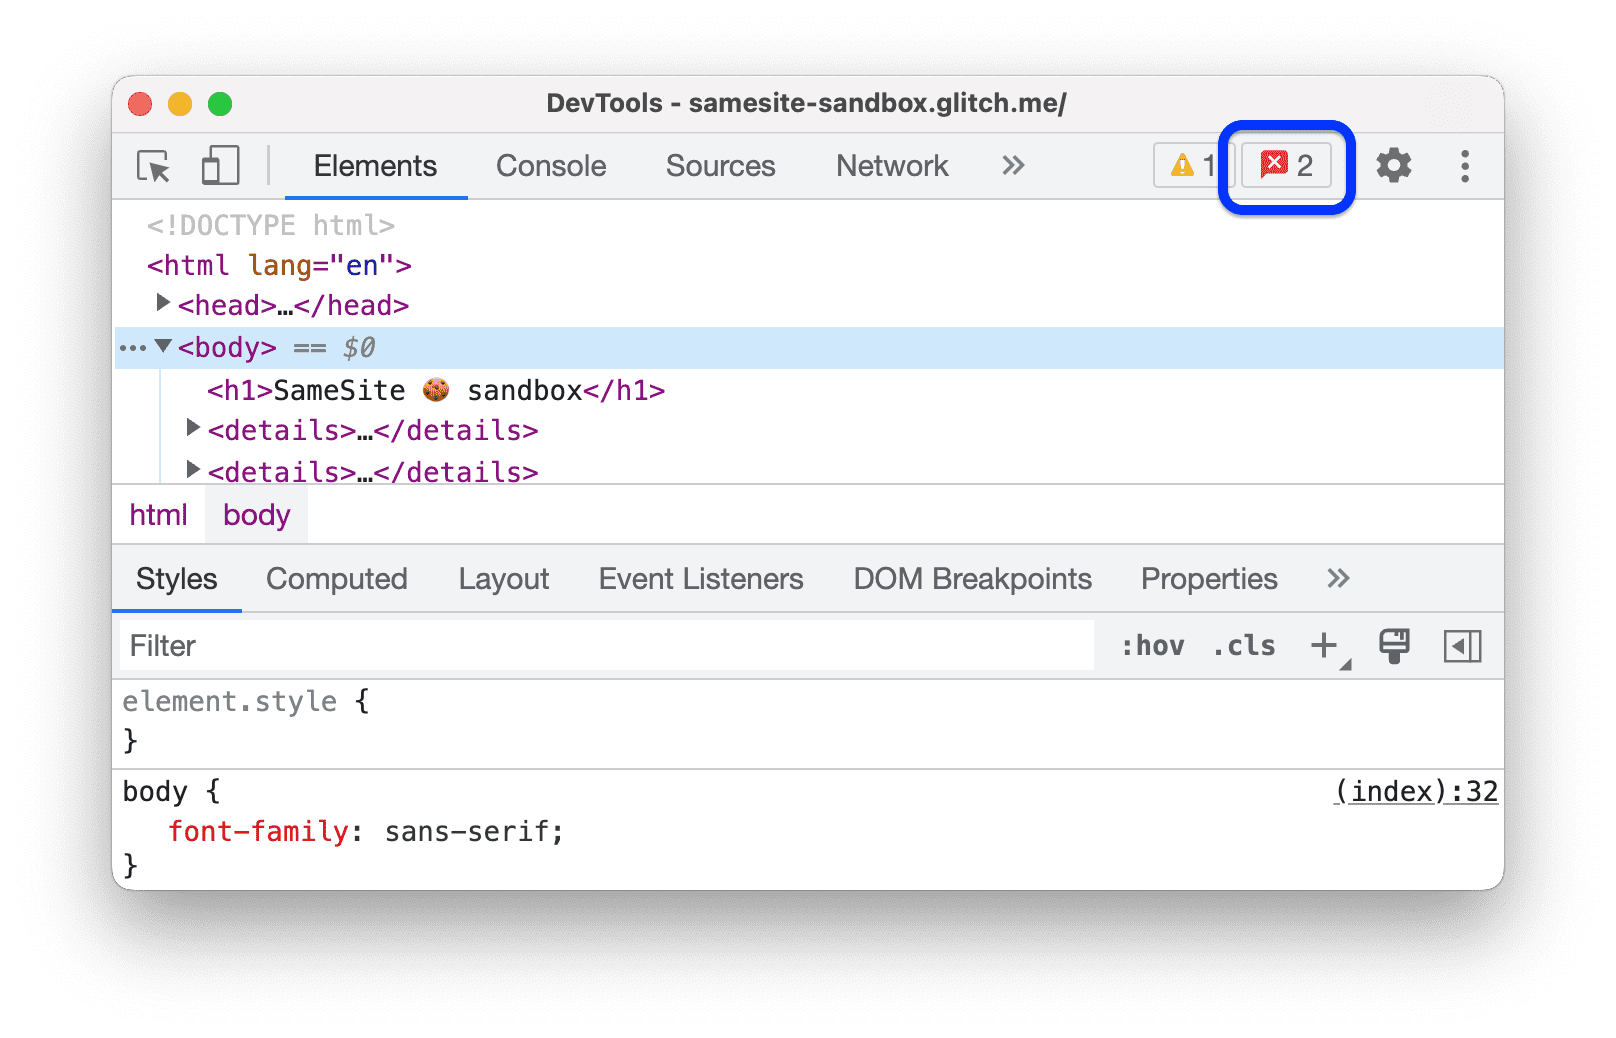 DevTools - samesite-sandbox.glitch.me/
Elements Console Sources Network » 1 2
<!DOCTYPE html>
<html lang="en">
<head>…</head>
<body> == $0
<h1>SameSite 🍪 sandbox</h1>
<details>…</details>
<details>…</details>
html body
Styles Computed Layout Event Listeners DOM Breakpoints Properties »
Filter :hov .cls +
element.style {
}
body { (index):32
font-family: sans-serif;
}